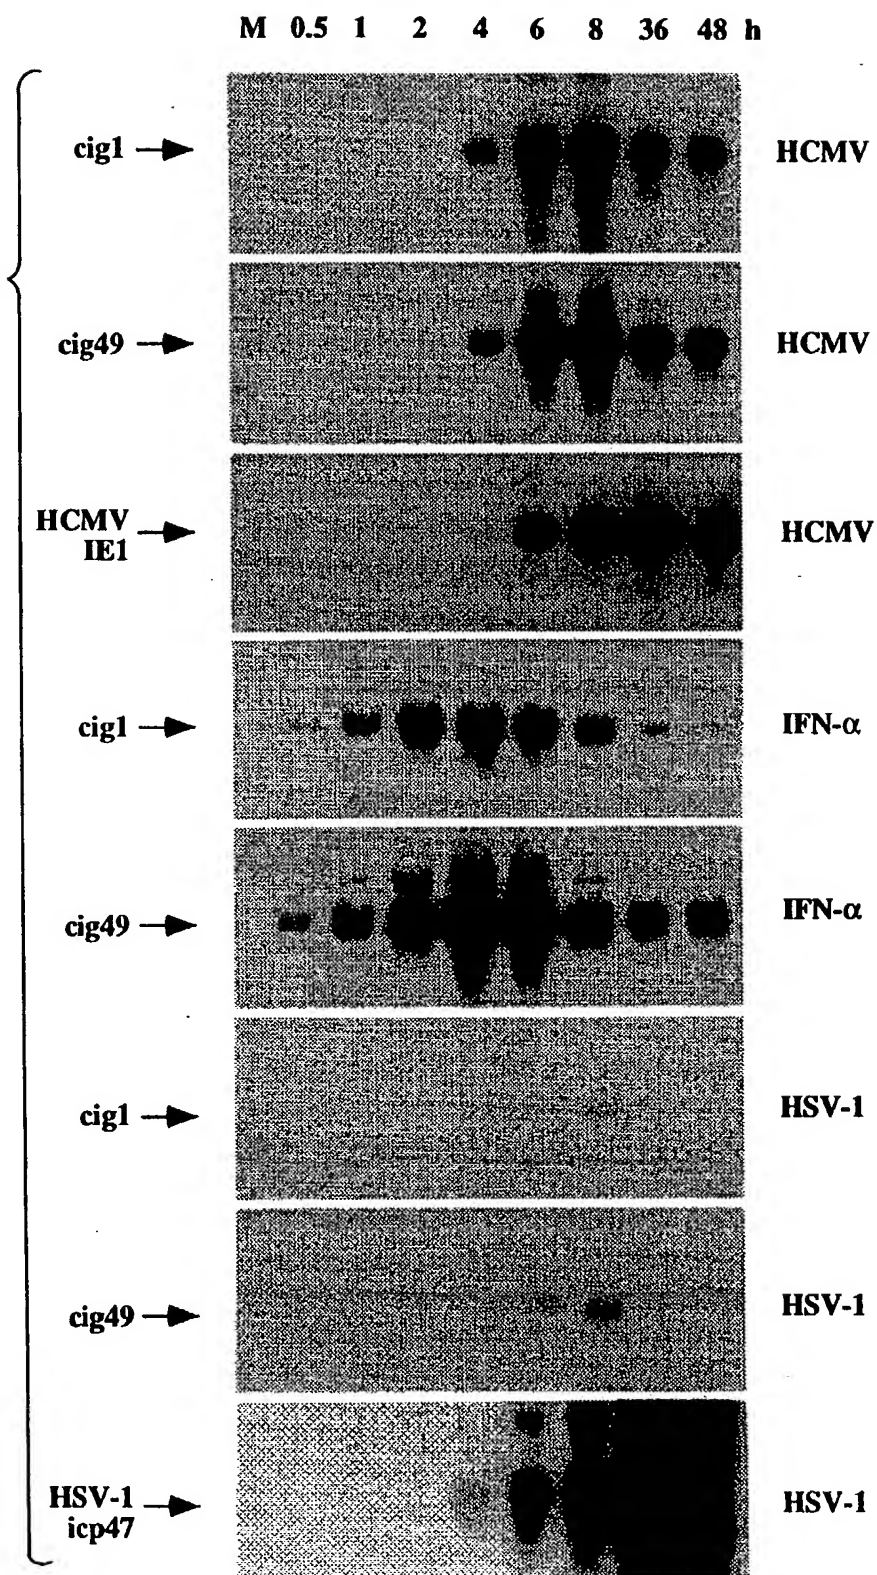 M 0.5 1 2 4 6 8 36 48 h
cig1 HCMV
cig49 HCMV
HCMV
IE1 HCMV
cig1 IFN-α
cig49 IFN-α
cig1 HSV-1
cig49 HSV-1
HSV-1
icp47 HSV-1